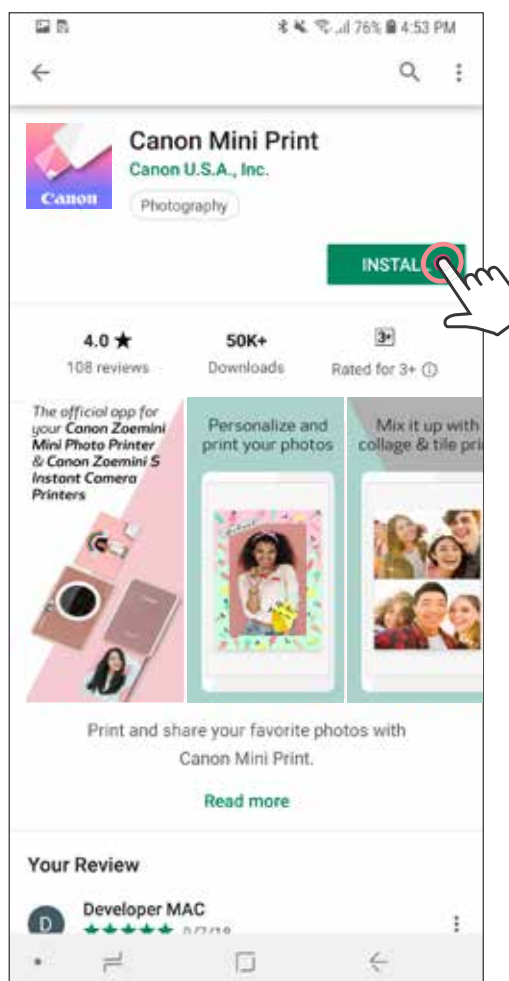 76% 4:53 PM
Canon Mini Print
Canon U.S.A., Inc.
Canon
Photography
INSTALL
4.0 ★
50K+
3+
108 reviews
Downloads
Rated for 3+
The official app for
your Canon Zoemini
Mini Photo Printer
& Canon Zoemini S
Instant Camera
Printers
Personalize and
print your photos
Mix it up with
collage & tile pri
Print and share your favorite photos with
Canon Mini Print.
Read more
Your Review
D
Developer MAC